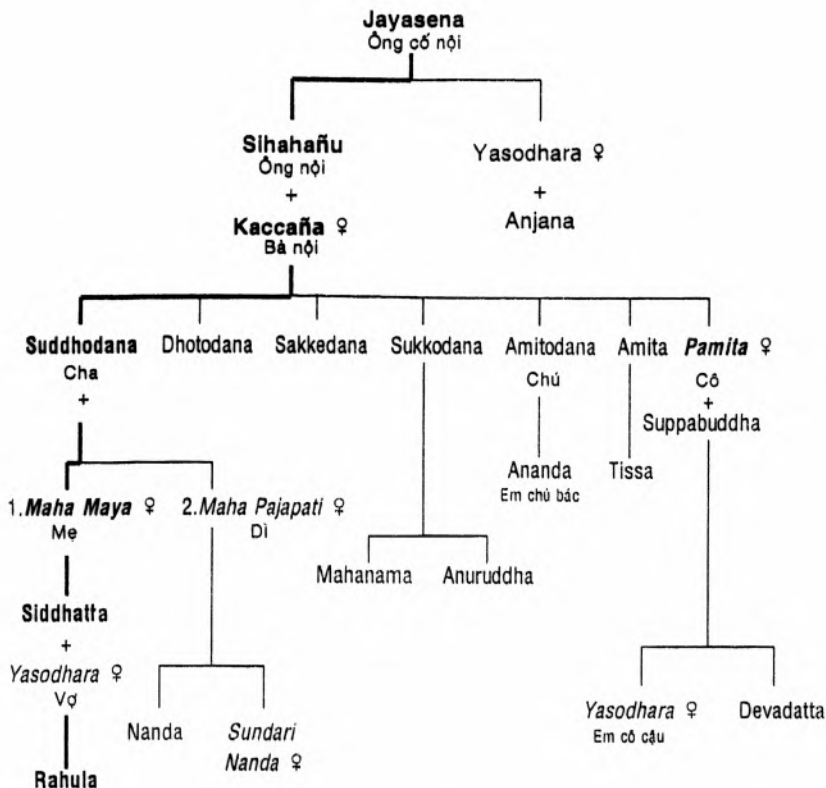 Jayasena
Ông cố nội
Sihahañu
Ông nội
Yasodhara ♀
+
+
Kaccaña ♀
Bà nội
Anjana
Suddhodana Dhotodana Sakkedana Sukkodana Amitodana Amita Pamita ♀
Cha
Chú
Cô
+
+
Suppabuddha
Ananda
Em chú bác
Tissa
1.Maha Maya ♀ 2.Maha Pajapati ♀
Mẹ
Dì
Mahanama Anuruddha
Siddhatta
+
Yasodhara ♀
Vợ
Nanda
Sundari
Nanda ♀
Yasodhara ♀
Em cô cậu
Devadatta
Rahula